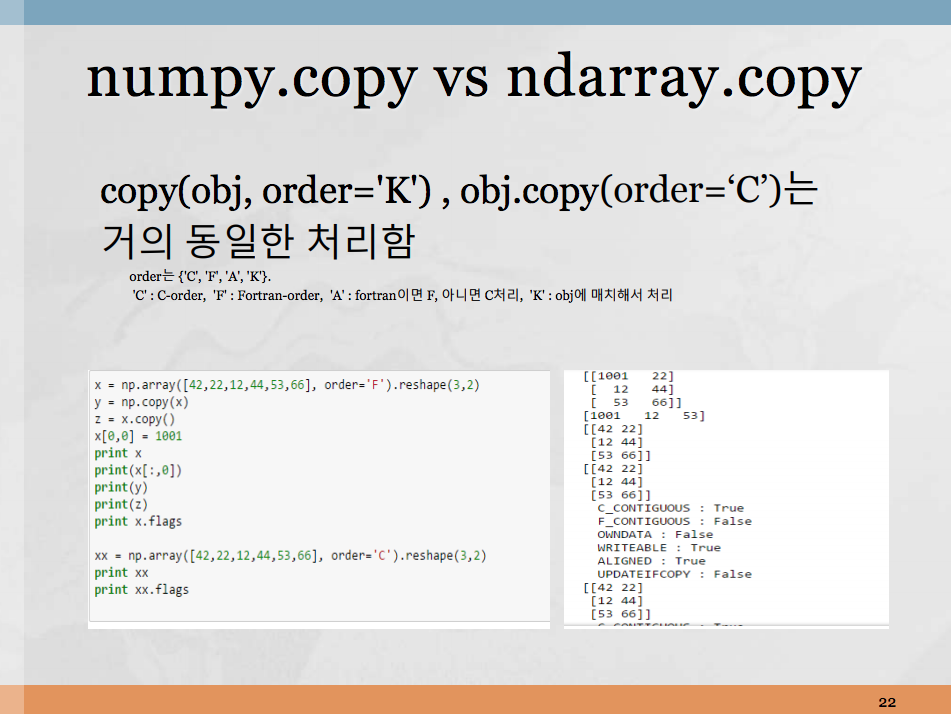 numpy.copy vs ndarray.copy
copy(obj, order='K') , obj.copy(order=‘C’)는
거의 동일한 처리함
order는 {'C', 'F', 'A', 'K'}.
'C' : C-order, 'F' : Fortran-order, 'A' : fortran이면 F, 아니면 C처리, 'K' : obj에 매치해서 처리
x = np.array([42,22,12,44,53,66], order='F').reshape(3,2)
y = np.copy(x)
z = x.copy()
x[0,0] = 1001
print x
print(x[:,0])
print(y)
print(z)
print x.flags
xx = np.array([42,22,12,44,53,66], order='C').reshape(3,2)
print xx
print xx.flags
[[1001 22]
[ 12 44]
[ 53 66]]
[1001 12 53]
[[42 22]
[12 44]
[53 66]]
[[42 22]
[12 44]
[53 66]]
C_CONTIGUOUS : True
F_CONTIGUOUS : False
OWNDATA : False
WRITEABLE : True
ALIGNED : True
UPDATEIFCOPY : False
[[42 22]
[12 44]
[53 66]]
22